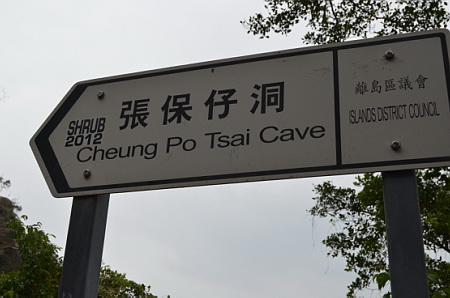 SHRUB
2012
張保仔洞
Cheung Po Tsai Cave
離島區議會
ISLANDS DISTRICT COUNCIL